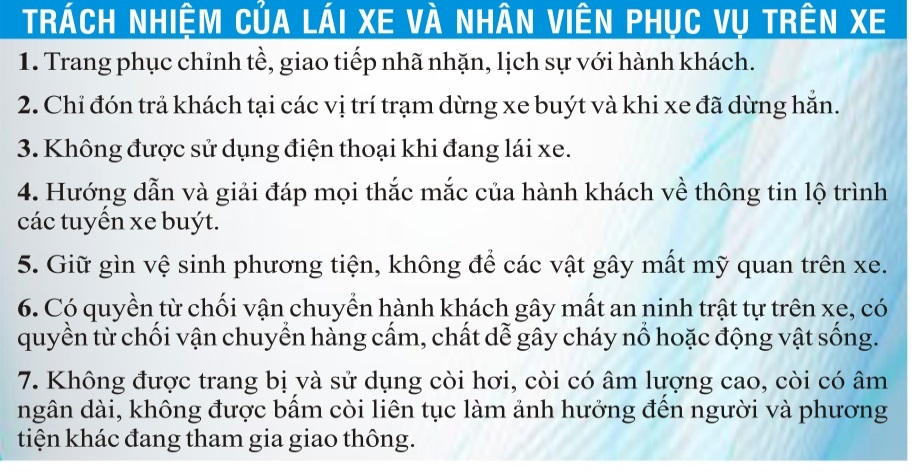 TRÁCH NHIỆM CỦA LÁI XE VÀ NHÂN VIÊN PHỤC VỤ TRÊN XE
1. Trang phục chỉnh tề, giao tiếp nhã nhặn, lịch sự với hành khách.
2. Chỉ đón trả khách tại các vị trí trạm dừng xe buýt và khi xe đã dừng hẳn.
3. Không được sử dụng điện thoại khi đang lái xe.
4. Hướng dẫn và giải đáp mọi thắc mắc của hành khách về thông tin lộ trình
các tuyến xe buýt.
5. Giữ gìn vệ sinh phương tiện, không để các vật gây mất mỹ quan trên xe.
6. Có quyền từ chối vận chuyển hành khách gây mất an ninh trật tự trên xe, có
quyền từ chối vận chuyển hàng cấm, chất dễ gây cháy nổ hoặc động vật sống.
7. Không được trang bị và sử dụng còi hơi, còi có âm lượng cao, còi có âm
ngân dài, không được bấm còi liên tục làm ảnh hưởng đến người và phương
tiện khác đang tham gia giao thông.